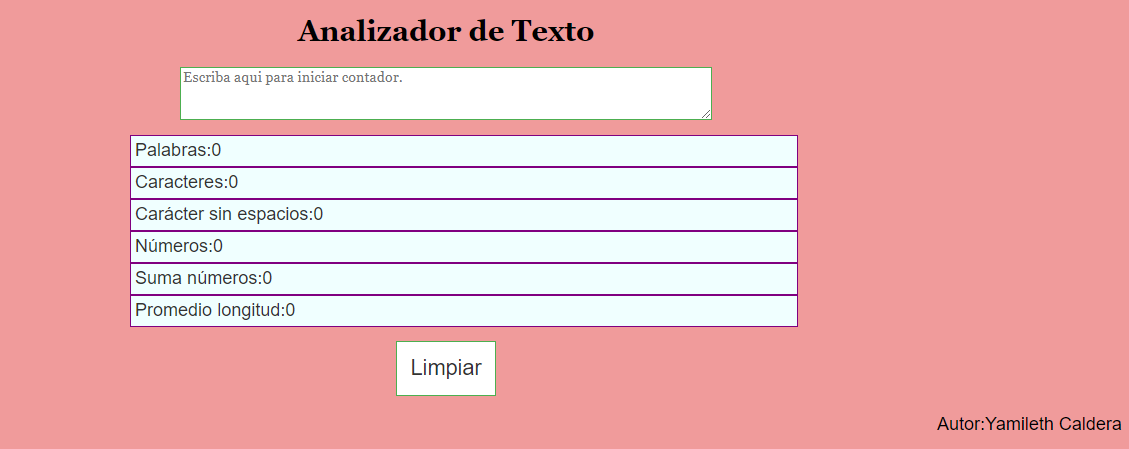 Analizador de Texto
Escriba aqui para iniciar contador.
Palabras:0
Caracteres:0
Carácter sin espacios:0
Números:0
Suma números:0
Promedio longitud:0
Limpiar
Autor:Yamileth Caldera